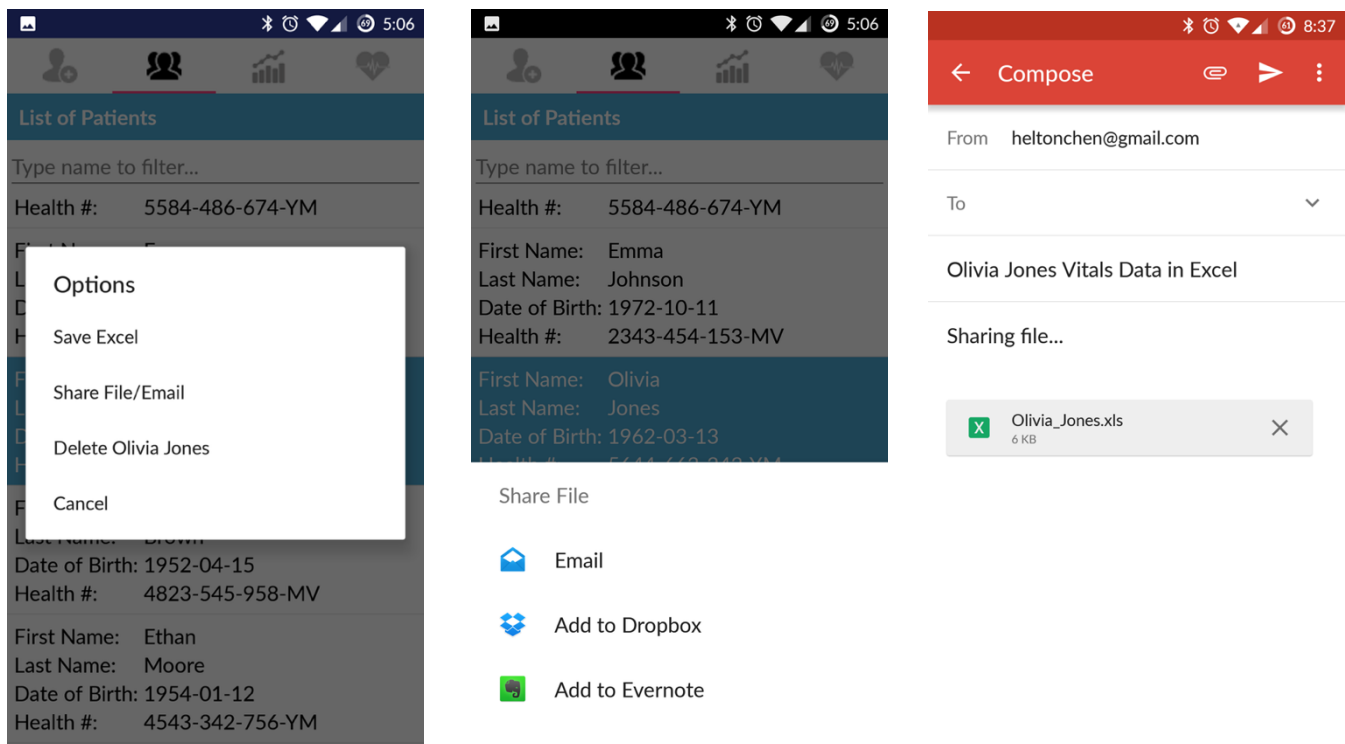 69 5:06
List of Patients
Type name to filter...
Health #: 5584-486-674-YM
Options
Save Excel
Share File/Email
Delete Olivia Jones
Cancel
Date of Birth: 1952-04-15
Health #: 4823-545-958-MV
First Name: Ethan
Last Name: Moore
Date of Birth: 1954-01-12
Health #: 4543-342-756-YM
69 5:06
List of Patients
Type name to filter...
Health #: 5584-486-674-YM
First Name: Emma
Last Name: Johnson
Date of Birth: 1972-10-11
Health #: 2343-454-153-MV
First Name: Olivia
Last Name: Jones
Date of Birth: 1962-03-13
Share File
Email
Add to Dropbox
Add to Evernote
61 8:37
Compose
From heltonchen@gmail.com
To
Olivia Jones Vitals Data in Excel
Sharing file...
X Olivia_Jones.xls
6 KB